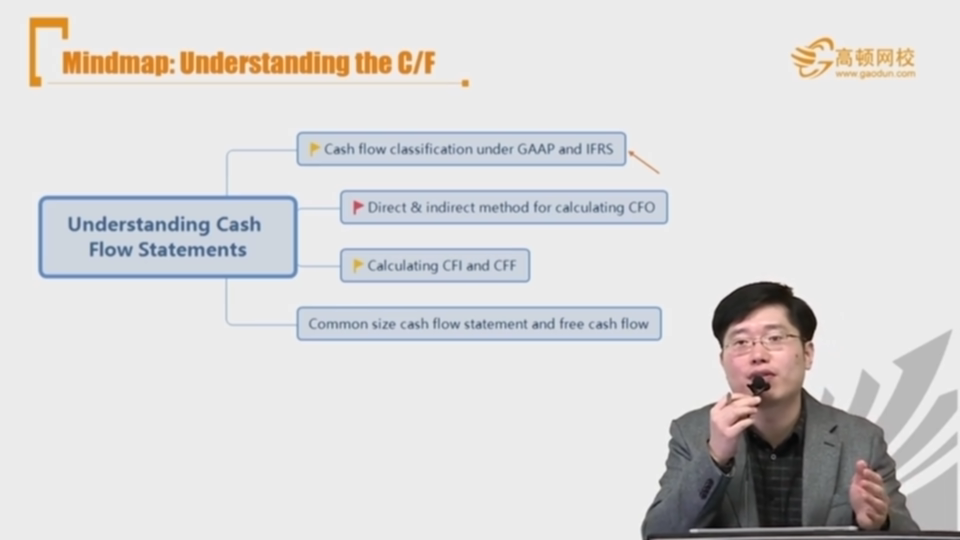 Mindmap: Understanding the C/F
高顿网校
www.gaodun.com
Cash flow classification under GAAP and IFRS
Direct & indirect method for calculating CFO
Understanding Cash
Flow Statements
Calculating CFI and CFF
Common size cash flow statement and free cash flow